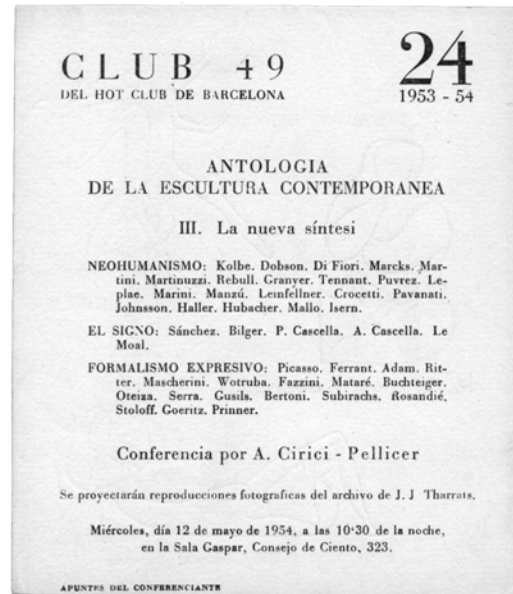 CLUB 49
DEL HOT CLUB DE BARCELONA
24
1953 - 54
ANTOLOGIA
DE LA ESCULTURA CONTEMPORANEA
III. La nueva síntesi
NEOHUMANISMO: Kolbe. Dobson. Di Fiori. Marcks. Mar-
tini. Martinuzzi. Rebull. Granyer. Tennant. Puvrez. Le-
plae. Marini. Manzú. Leinfellner. Crocetti. Pavanati.
Johnsson. Haller. Hubacher. Mallo. Isern.
EL SIGNO: Sánchez. Bilger. P. Cascella. A. Cascella. Le
Moal.
FORMALISMO EXPRESIVO: Picasso. Ferrant. Adam. Rit-
ter. Mascherini. Wotruba. Fazzini. Mataré. Buchteiger.
Oteiza. Serra. Gusils. Bertoni. Subirachs. Rosandié.
Stoloff. Goeritz. Prinner.
Conferencia por A. Cirici - Pellicer
Se proyectarán reproducciones fotograficas del archivo de J. J Tharrats.
Miércoles, día 12 de mayo de 1954, a las 10'30 de la noche,
en la Sala Gaspar, Consejo de Ciento, 323.
APUNTES DEL CONFERENCIANTE